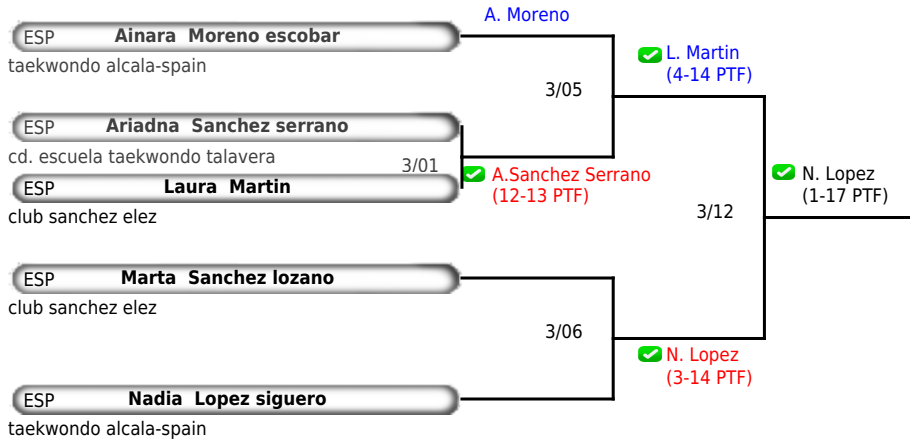 A. Moreno
ESP Ainara Moreno escobar
taekwondo alcala-spain
L. Martin
(4-14 PTF)
3/05
ESP Ariadna Sanchez serrano
cd. escuela taekwondo talavera
3/01
A.Sanchez Serrano
(12-13 PTF)
ESP Laura Martin
club sanchez elez
N. Lopez
(1-17 PTF)
3/12
ESP Marta Sanchez lozano
club sanchez elez
3/06
N. Lopez
(3-14 PTF)
ESP Nadia Lopez siguero
taekwondo alcala-spain